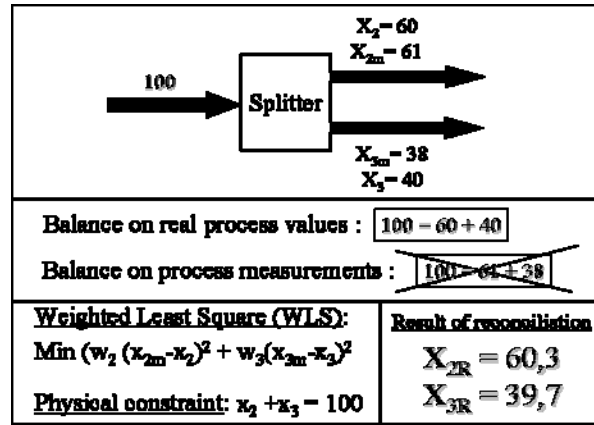 X₂= 60
X₂ₘ= 61
100
Splitter
X₃ₘ= 38
X₃= 40
Balance on real process values : 100 = 60 + 40
Balance on process measurements : 100 = 61 + 38
Weighted Least Square (WLS):
Min (w₂ (x₂ₘ-x₂)² + w₃(x₃ₘ-x₃)²
Physical constraint: x₂ +x₃ = 100
Result of reconciliation
X₂R = 60,3
X₃R = 39,7